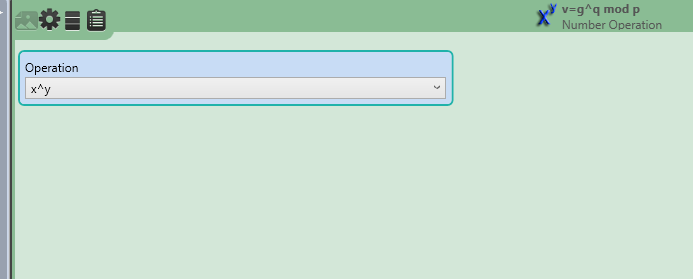 v=g^q mod p
Number Operation
Operation
x^y